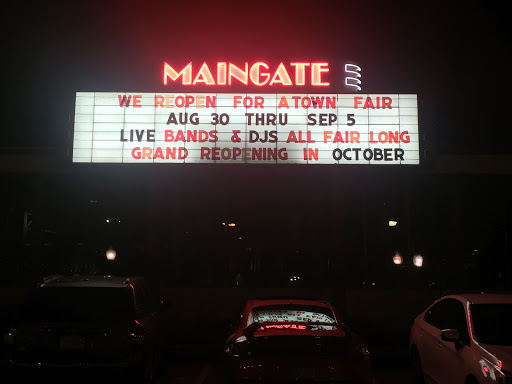 MAINGATE
WE REOPEN FOR A TOWN FAIR
AUG 30 THRU SEP 5
LIVE BANDS & DJS ALL FAIR LONG
GRAND REOPENING IN OCTOBER